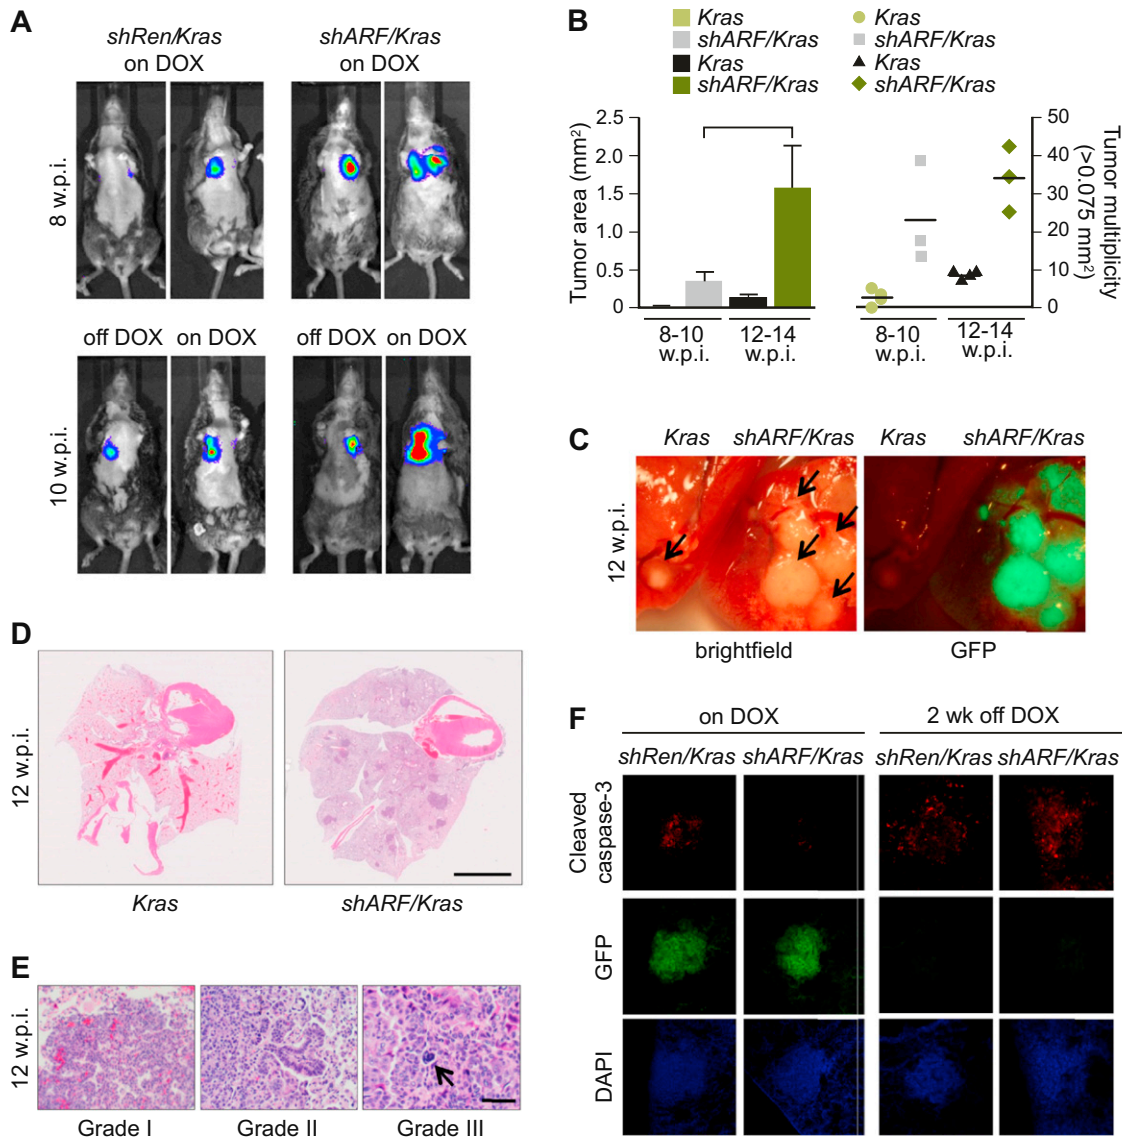 A
shRen/Kras
on DOX
shARF/Kras
on DOX
8 w.p.i.
off DOX
on DOX
off DOX
on DOX
10 w.p.i.
B
Kras
shARF/Kras
Kras
shARF/Kras
Kras
shARF/Kras
Kras
shARF/Kras
Tumor area (mm²)
2.5
2.0
1.5
1.0
0.5
0
8-10
w.p.i.
12-14
w.p.i.
8-10
w.p.i.
12-14
w.p.i.
50
40
30
20
10
0
Tumor multiplicity
(>0.075 mm²)
C
Kras
shARF/Kras
Kras
shARF/Kras
12 w.p.i.
brightfield
GFP
D
12 w.p.i.
Kras
shARF/Kras
E
12 w.p.i.
Grade I
Grade II
Grade III
F
on DOX
2 wk off DOX
shRen/Kras
shARF/Kras
shRen/Kras
shARF/Kras
Cleaved
caspase-3
GFP
DAPI